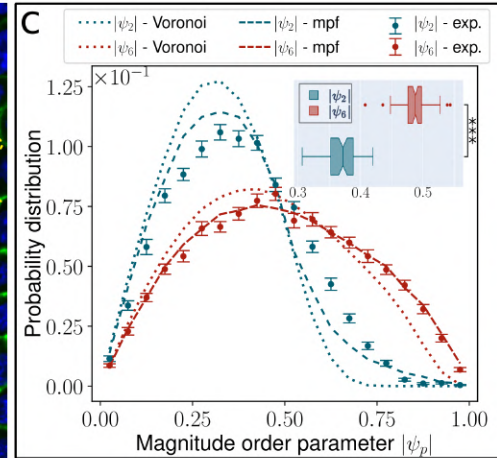 C
|ψ₂| - Voronoi |ψ₂| - mpf |ψ₂| - exp.
|ψ₆| - Voronoi |ψ₆| - mpf |ψ₆| - exp.
×10⁻¹
1.25
1.00
0.75
0.50
0.25
0.00
Probability distribution
|ψ₂|
|ψ₆|
***
0.3 0.4 0.5
0.00 0.25 0.50 0.75 1.00
Magnitude order parameter |ψₚ|